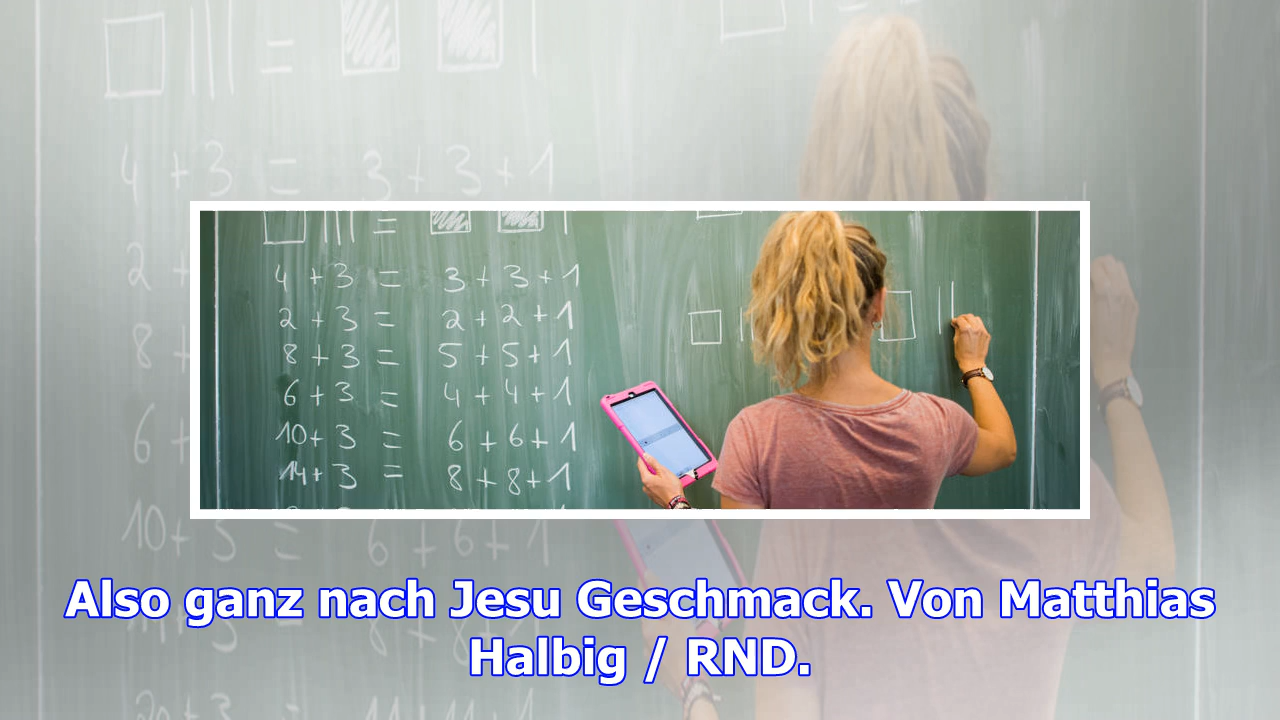 4 + 3 = 3 + 3 + 1
2 + 3 = 2 + 2 + 1
8 + 3 = 5 + 5 + 1
6 + 3 = 4 + 4 + 1
10 + 3 = 6 + 6 + 1
14 + 3 = 8 + 8 + 1
Also ganz nach Jesu Geschmack. Von Matthias
Halbig / RND.